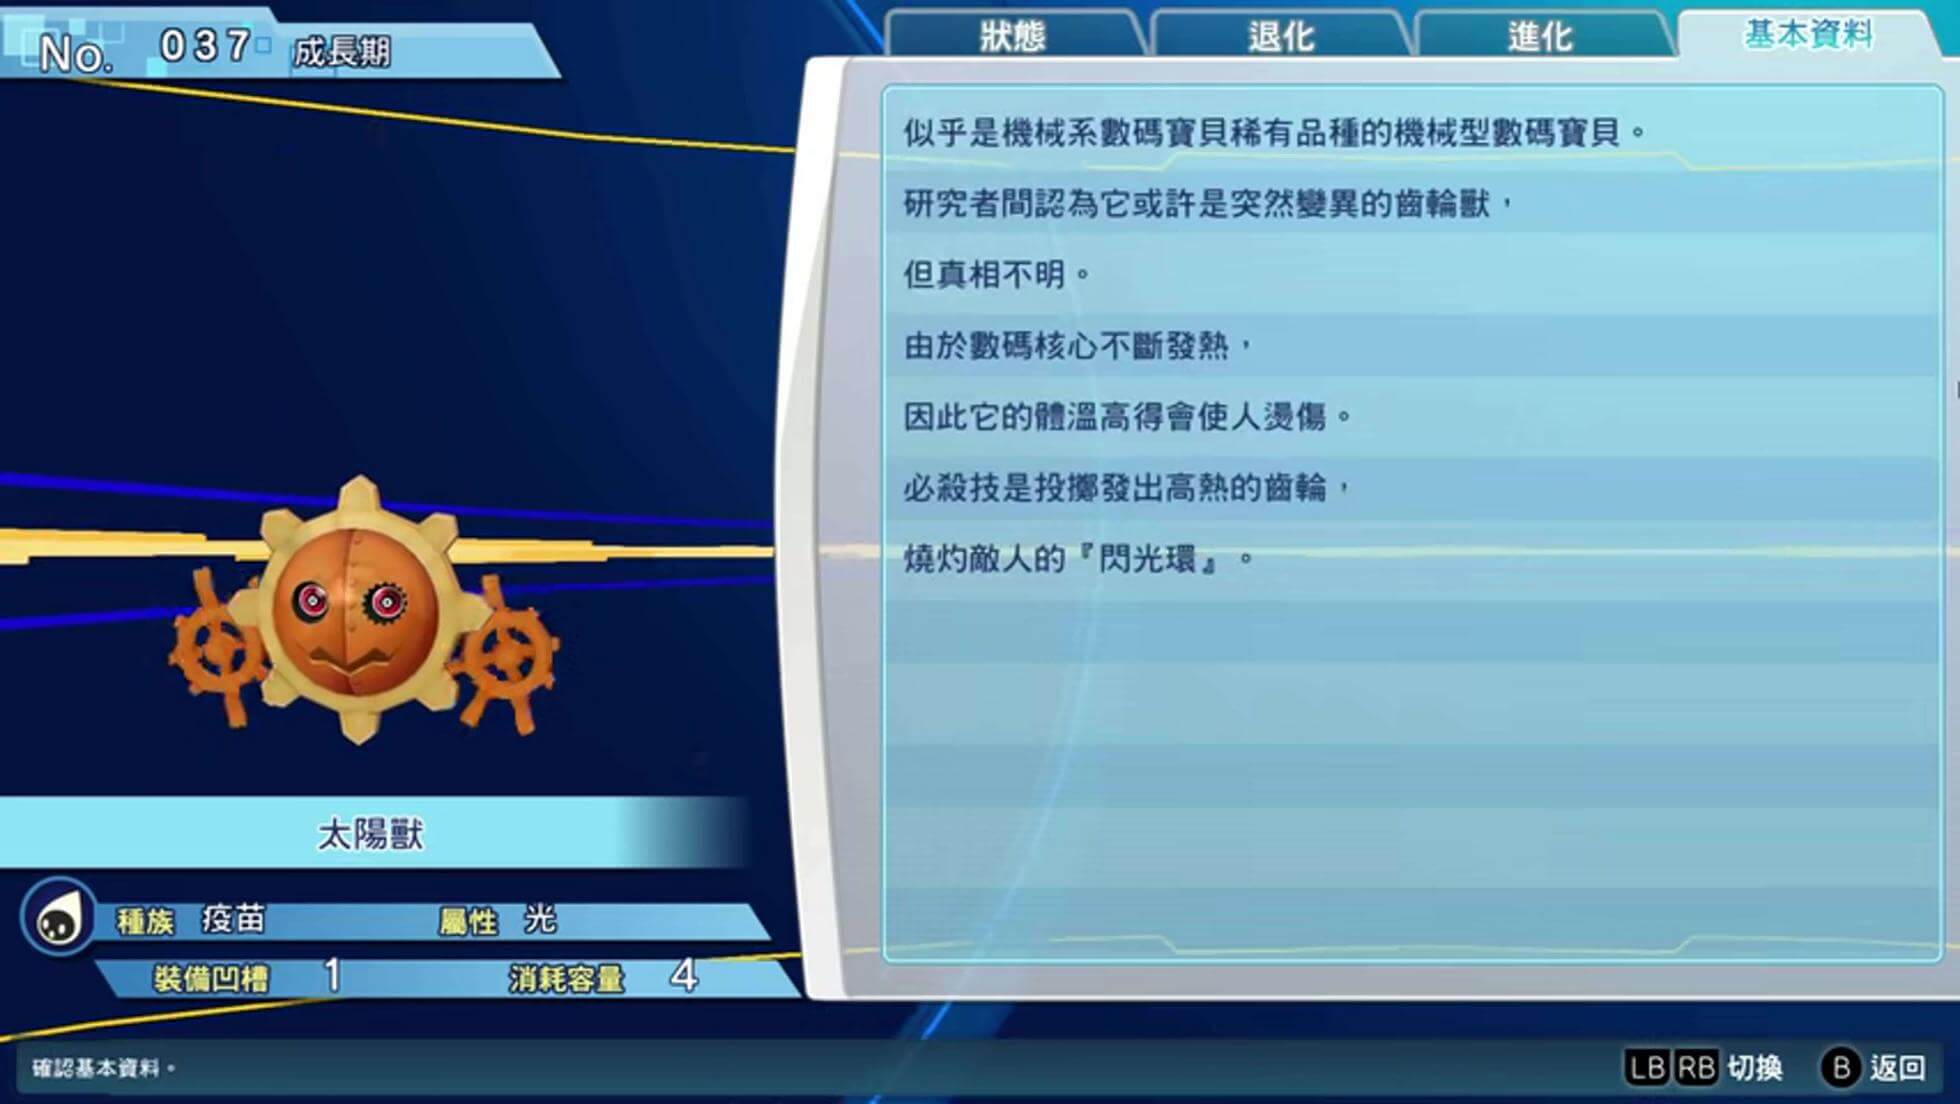 No. 037 成長期
狀態 退化 進化 基本資料
似乎是機械系數碼寶貝稀有品種的機械型數碼寶貝。
研究者間認為它或許是突然變異的齒輪獸，
但真相不明。
由於數碼核心不斷發熱，
因此它的體溫高得會使人燙傷。
必殺技是投擲發出高熱的齒輪，
燒灼敵人的『閃光環』。
太陽獸
種族 疫苗 屬性 光
裝備凹槽 1 消耗容量 4
確認基本資料。
LB RB 切換 B 返回